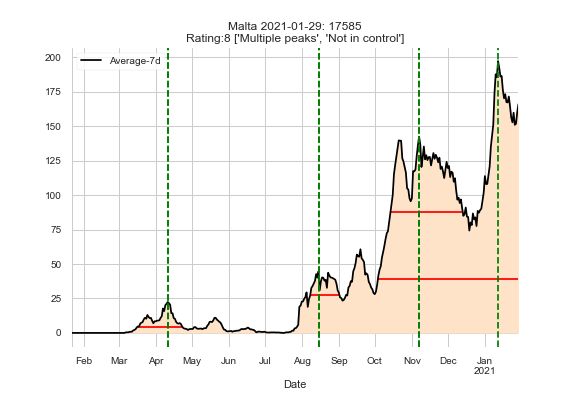 Malta 2021-01-29: 17585
Rating:8 ['Multiple peaks', 'Not in control']
Average-7d
200
175
150
125
100
75
50
25
0
Feb Mar Apr May Jun Jul Aug Sep Oct Nov Dec Jan
2021
Date